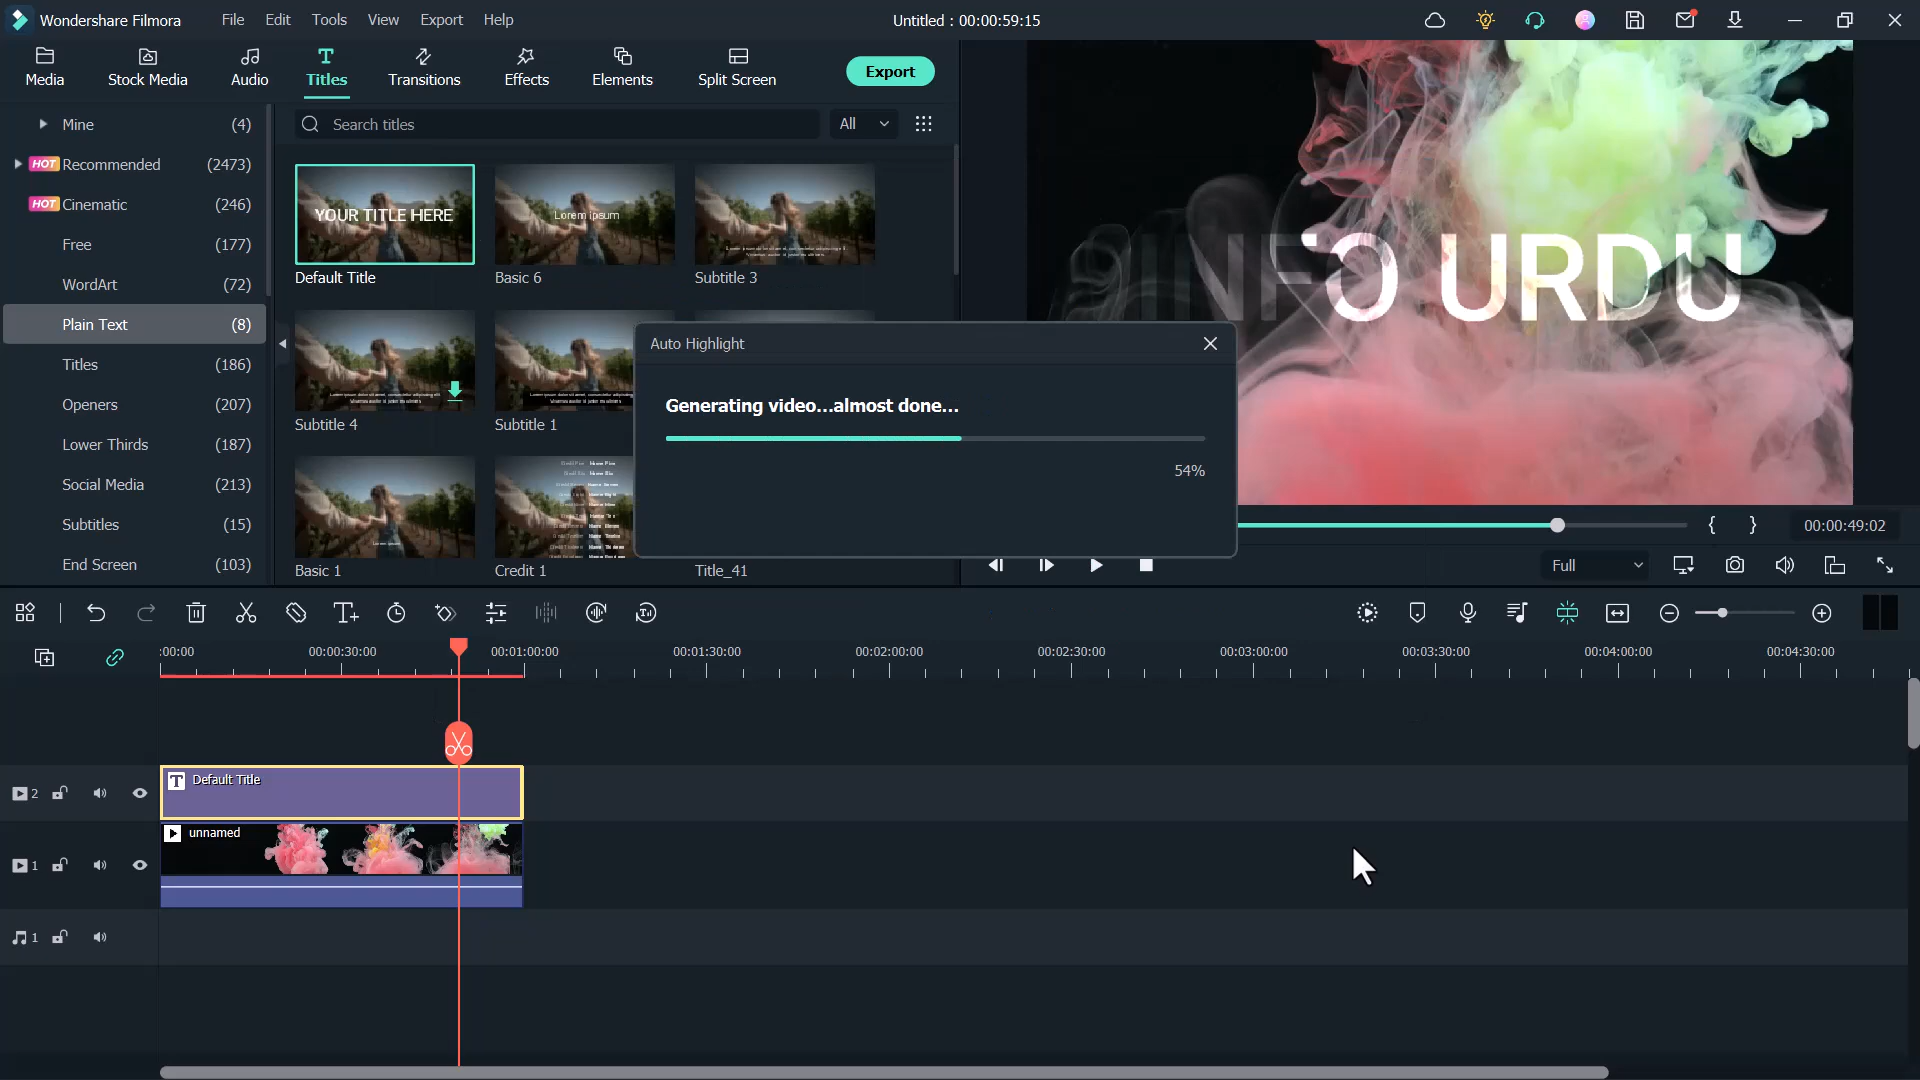 Wondershare Filmora
File
Edit
Tools
View
Export
Help
Untitled : 00:00:59:15
Media
Stock Media
Audio
Titles
Transitions
Effects
Elements
Split Screen
Export
Mine (4)
HOT Recommended (2473)
HOT Cinematic (246)
Free (177)
WordArt (72)
Plain Text (8)
Titles (186)
Openers (207)
Lower Thirds (187)
Social Media (213)
Subtitles (15)
End Screen (103)
Search titles
All
YOUR TITLE HERE
Default Title
Lorem ipsum
Basic 6
Subtitle 3
Subtitle 4
Subtitle 1
Basic 1
Credit 1
Title_41
INFO URDU
Auto Highlight
Generating video...almost done...
54%
00:00:49:02
Full
:00:00
00:00:30:00
00:01:00:00
00:01:30:00
00:02:00:00
00:02:30:00
00:03:00:00
00:03:30:00
00:04:00:00
00:04:30:00
2
T Default Title
1
unnamed
1